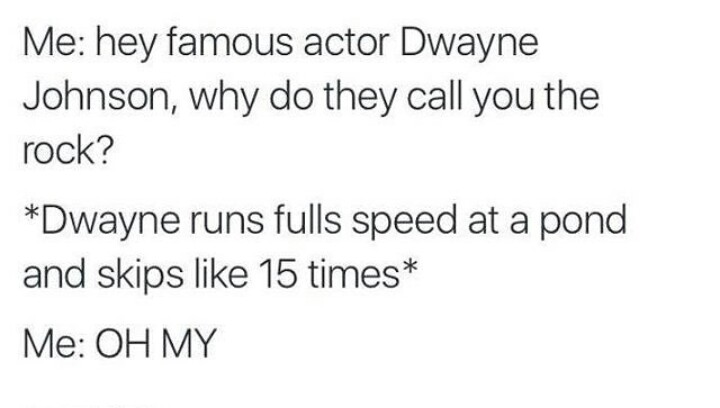 Me: hey famous actor Dwayne
Johnson, why do they call you the
rock?
*Dwayne runs fulls speed at a pond
and skips like 15 times*
Me: OH MY